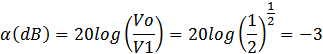 α(dB) = 20log(Vo/V1) = 20log(1/2)^(1/2) = −3